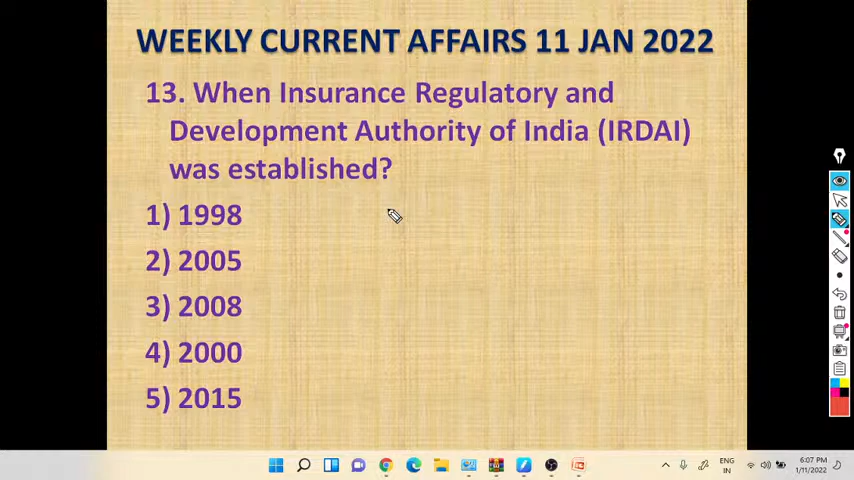 WEEKLY CURRENT AFFAIRS 11 JAN 2022
13. When Insurance Regulatory and
Development Authority of India (IRDAI)
was established?
1) 1998
2) 2005
3) 2008
4) 2000
5) 2015
ENG
IN
6:07 PM
1/11/2022